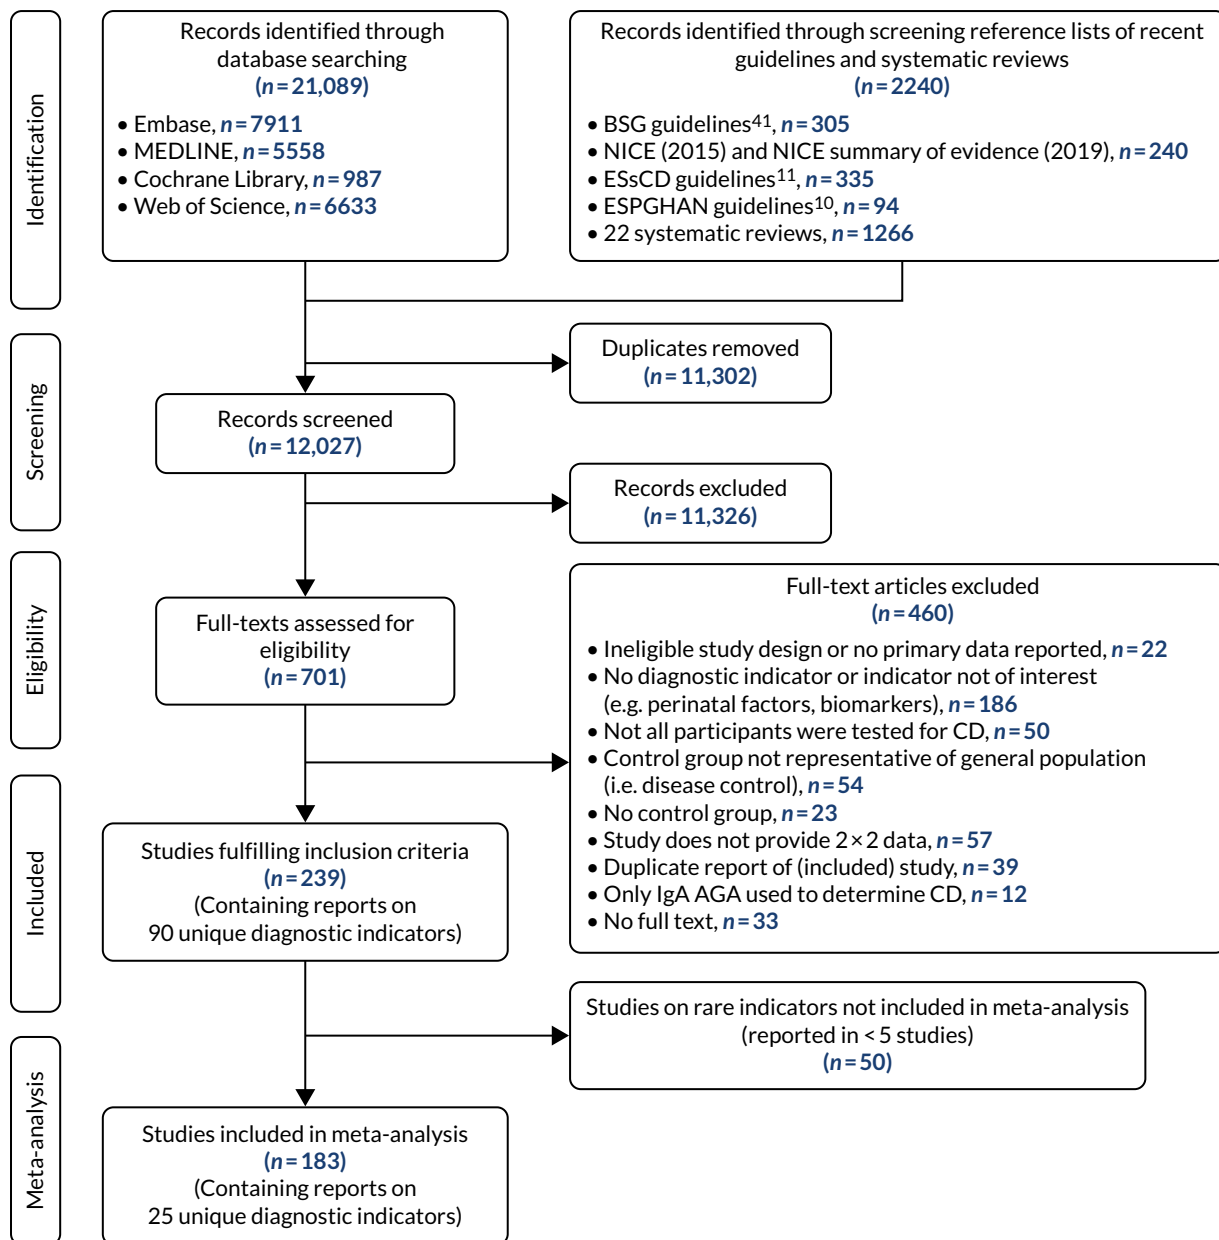 Identification
Records identified through
database searching
(n = 21,089)
• Embase, n = 7911
• MEDLINE, n = 5558
• Cochrane Library, n = 987
• Web of Science, n = 6633
Records identified through screening reference lists of recent
guidelines and systematic reviews
(n = 2240)
• BSG guidelines41, n = 305
• NICE (2015) and NICE summary of evidence (2019), n = 240
• ESsCD guidelines11, n = 335
• ESPGHAN guidelines10, n = 94
• 22 systematic reviews, n = 1266
Screening
Duplicates removed
(n = 11,302)
Records screened
(n = 12,027)
Records excluded
(n = 11,326)
Eligibility
Full-texts assessed for
eligibility
(n = 701)
Full-text articles excluded
(n = 460)
• Ineligible study design or no primary data reported, n = 22
• No diagnostic indicator or indicator not of interest
(e.g. perinatal factors, biomarkers), n = 186
• Not all participants were tested for CD, n = 50
• Control group not representative of general population
(i.e. disease control), n = 54
• No control group, n = 23
• Study does not provide 2 × 2 data, n = 57
• Duplicate report of (included) study, n = 39
• Only IgA AGA used to determine CD, n = 12
• No full text, n = 33
Included
Studies fulfilling inclusion criteria
(n = 239)
(Containing reports on
90 unique diagnostic indicators)
Studies on rare indicators not included in meta-analysis
(reported in < 5 studies)
(n = 50)
Meta-analysis
Studies included in meta-analysis
(n = 183)
(Containing reports on
25 unique diagnostic indicators)